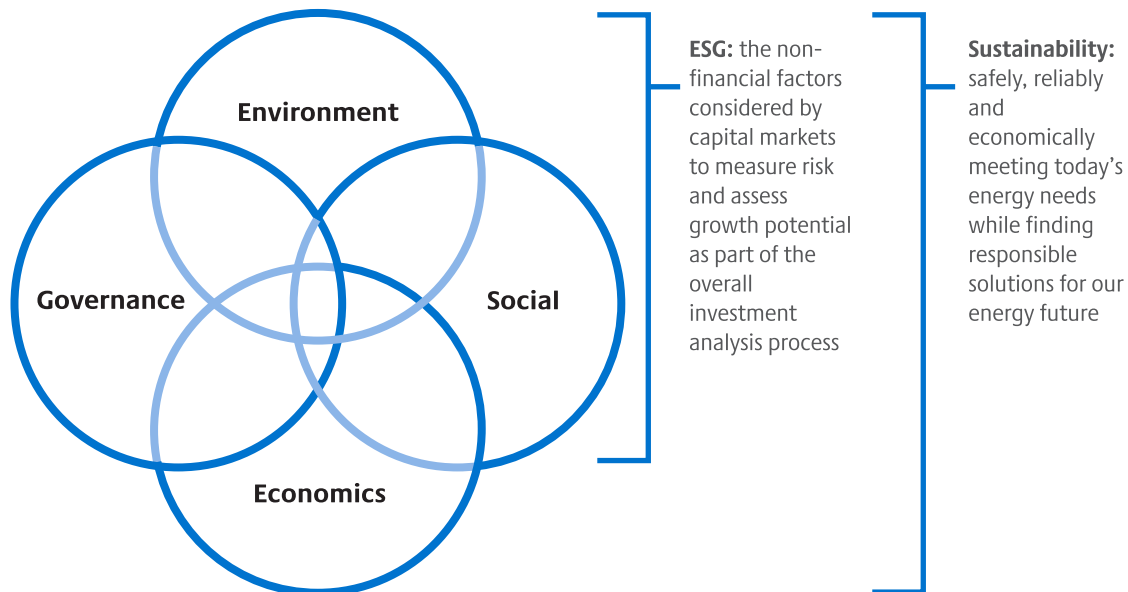 Environment
Governance
Social
Economics
ESG: the non-
financial factors
considered by
capital markets
to measure risk
and assess
growth potential
as part of the
overall
investment
analysis process
Sustainability:
safely, reliably
and
economically
meeting today’s
energy needs
while finding
responsible
solutions for our
energy future